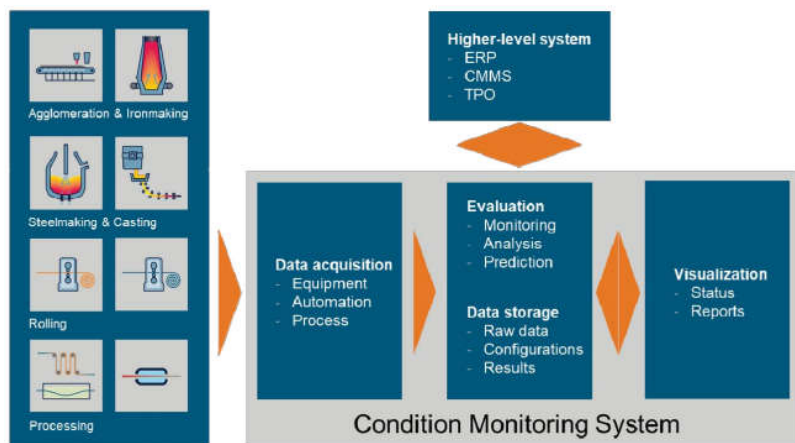 Agglomeration & Ironmaking
Steelmaking & Casting
Rolling
Processing
Higher-level system
- ERP
- CMMS
- TPO
Data acquisition
- Equipment
- Automation
- Process
Evaluation
- Monitoring
- Analysis
- Prediction
Data storage
- Raw data
- Configurations
- Results
Visualization
- Status
- Reports
Condition Monitoring System